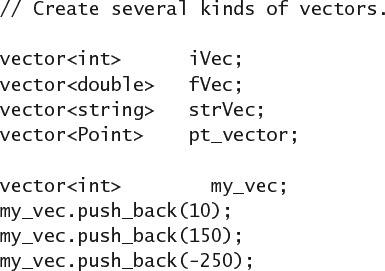 // Create several kinds of vectors.
vector<int> iVec;
vector<double> fVec;
vector<string> strVec;
vector<Point> pt_vector;
vector<int> my_vec;
my_vec.push_back(10);
my_vec.push_back(150);
my_vec.push_back(-250);